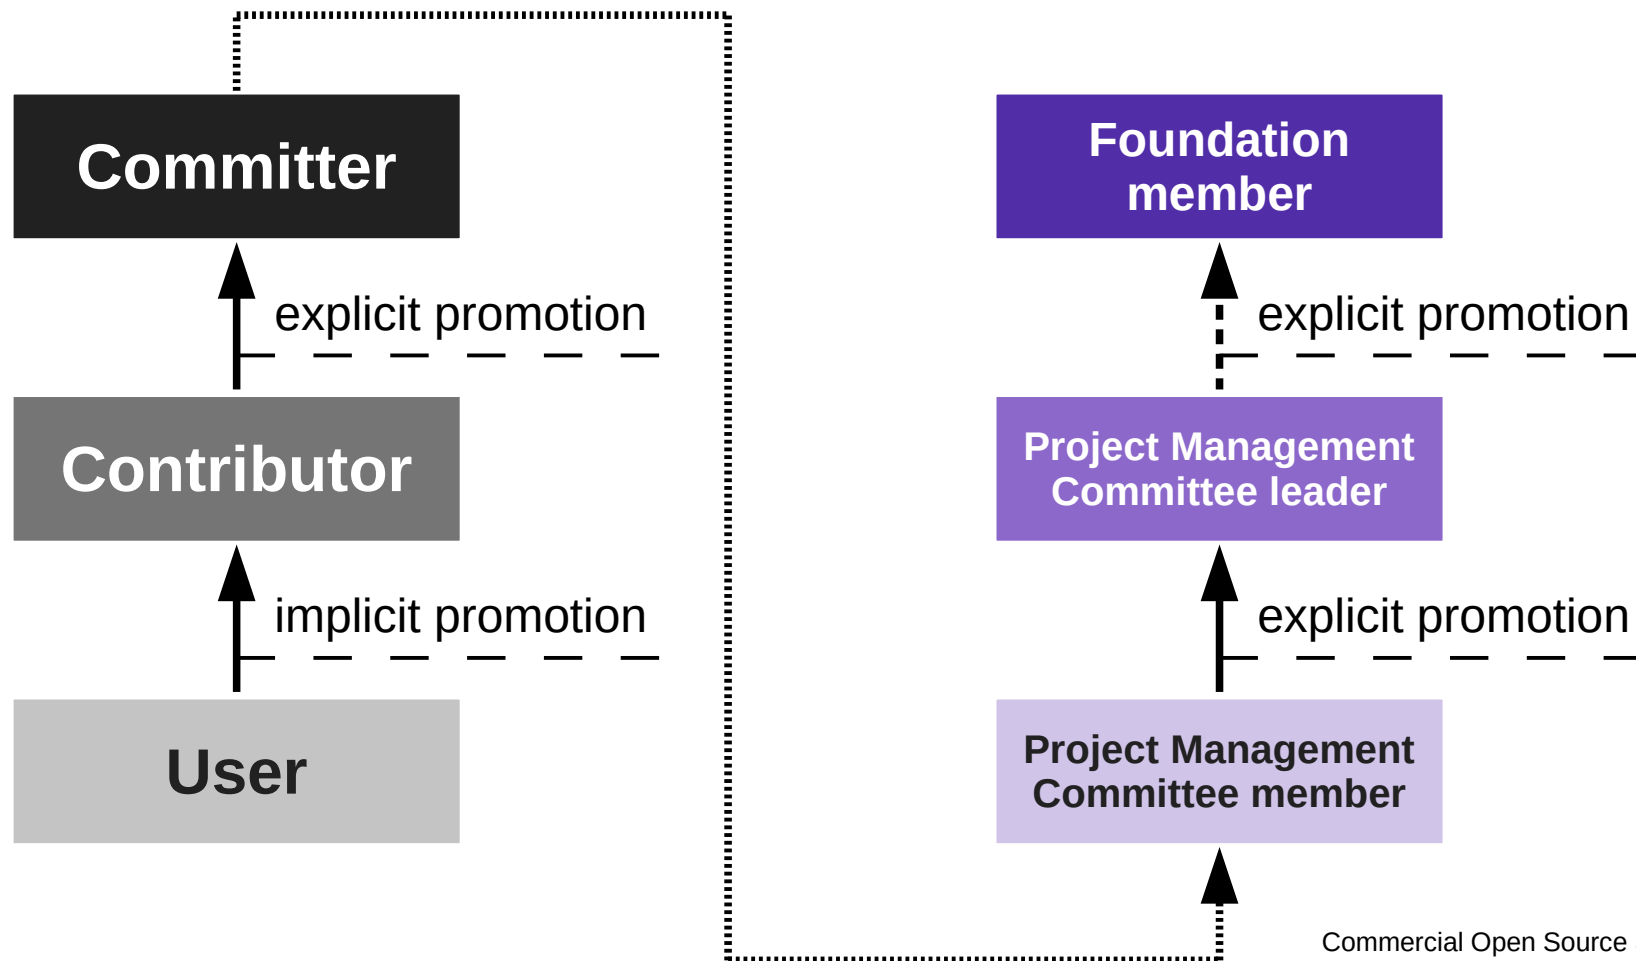 Committer
explicit promotion
Contributor
implicit promotion
User
Foundation
member
explicit promotion
Project Management
Committee leader
explicit promotion
Project Management
Committee member
Commercial Open Source